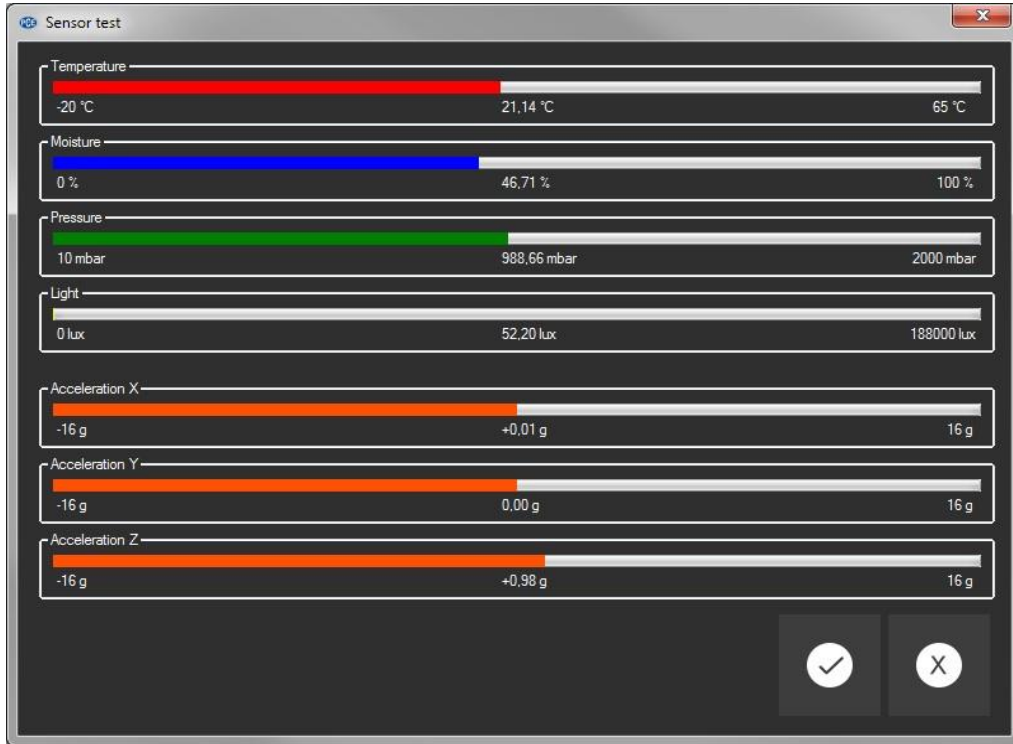 Sensor test
Temperature
-20 °C 21,14 °C 65 °C
Moisture
0 % 46,71 % 100 %
Pressure
10 mbar 988,66 mbar 2000 mbar
Light
0 lux 52,20 lux 188000 lux
Acceleration X
-16 g +0,01 g 16 g
Acceleration Y
-16 g 0,00 g 16 g
Acceleration Z
-16 g +0,98 g 16 g
X